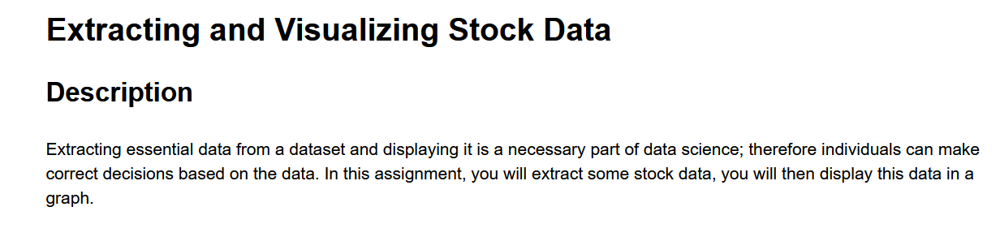 Extracting and Visualizing Stock Data
Description
Extracting essential data from a dataset and displaying it is a necessary part of data science; therefore individuals can make
correct decisions based on the data. In this assignment, you will extract some stock data, you will then display this data in a
graph.